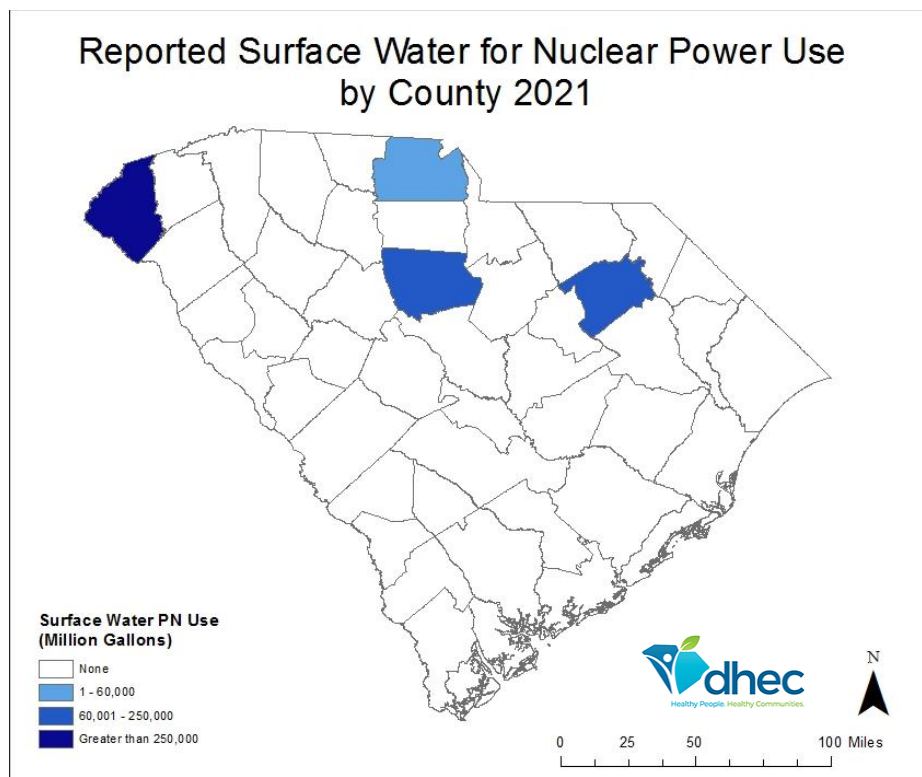 Reported Surface Water for Nuclear Power Use
by County 2021
Surface Water PN Use
(Million Gallons)
None
1 - 60,000
60,001 - 250,000
Greater than 250,000
dhec
Healthy People. Healthy Communities.
N
0 25 50 100 Miles